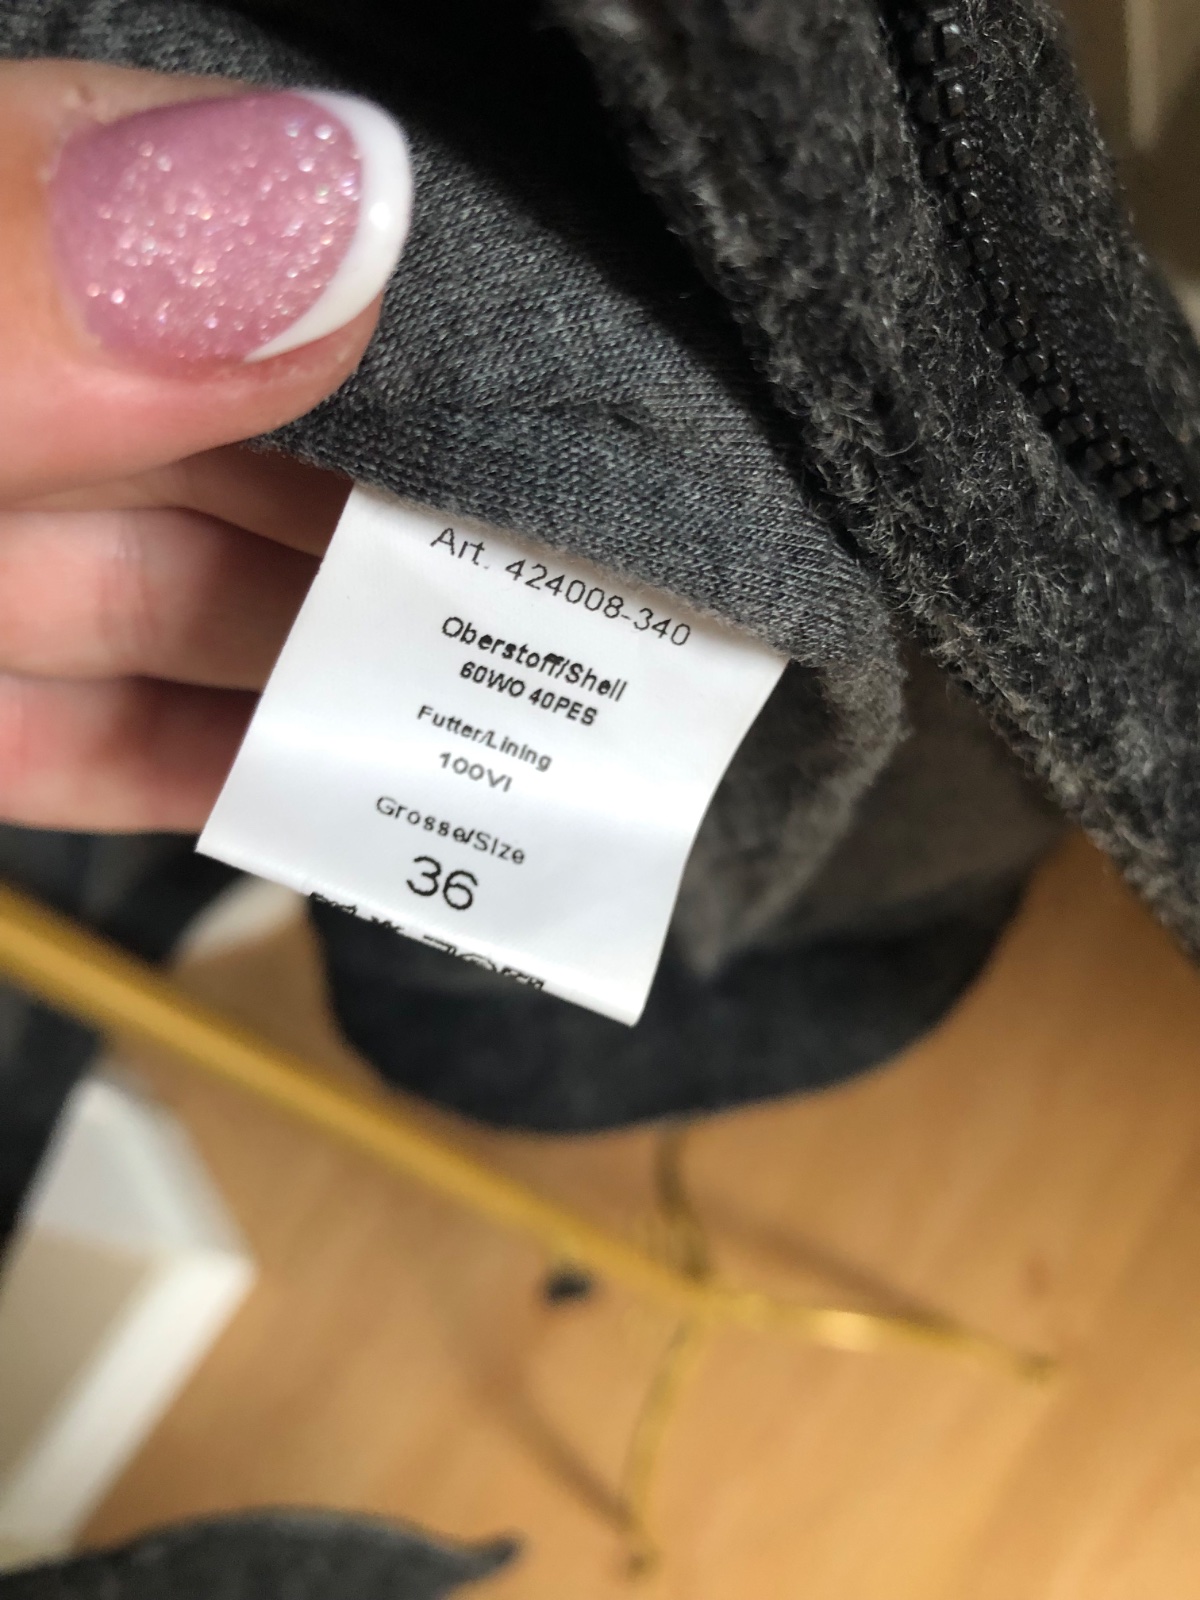 Art. 424008-340
Oberstoff/Shell
60WO 40PES
Futter/Lining
100VI
Grosse/Size
36